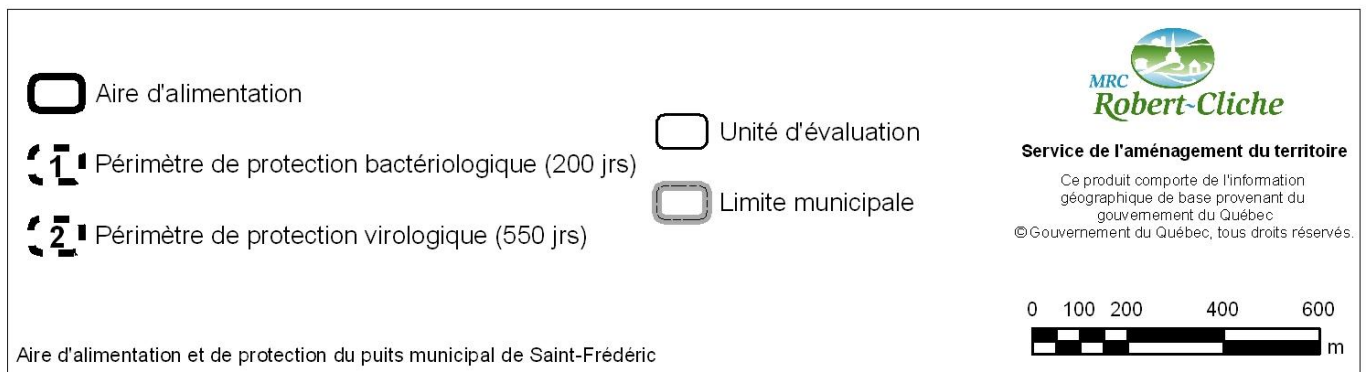 Aire d'alimentation
1 Périmètre de protection bactériologique (200 jrs)
2 Périmètre de protection virologique (550 jrs)
Unité d'évaluation
Limite municipale
MRC
Robert~Cliche
Service de l'aménagement du territoire
Ce produit comporte de l'information
géographique de base provenant du
gouvernement du Québec
©Gouvernement du Québec, tous droits réservés.
0 100 200 400 600
m
Aire d'alimentation et de protection du puits municipal de Saint-Frédéric